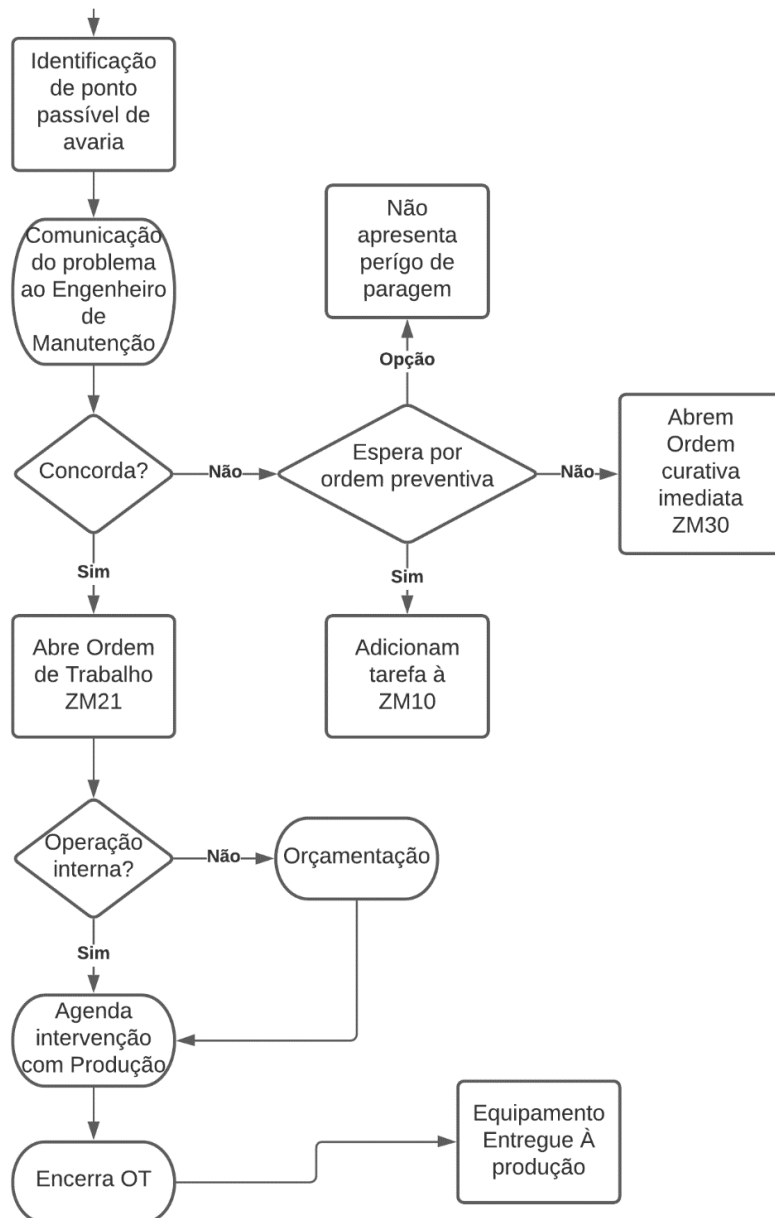 Identificação
de ponto
passível de
avaria
Comunicação
do problema
ao Engenheiro
de
Manutenção
Não
apresenta
perígo de
paragem
Opção
Concorda?
Não
Espera por
ordem preventiva
Não
Abrem
Ordem
curativa
imediata
ZM30
Sim
Sim
Abre Ordem
de Trabalho
ZM21
Adicionam
tarefa à
ZM10
Operação
interna?
Não
Orçamentação
Sim
Agenda
intervenção
com Produção
Encerra OT
Equipamento
Entregue À
produção